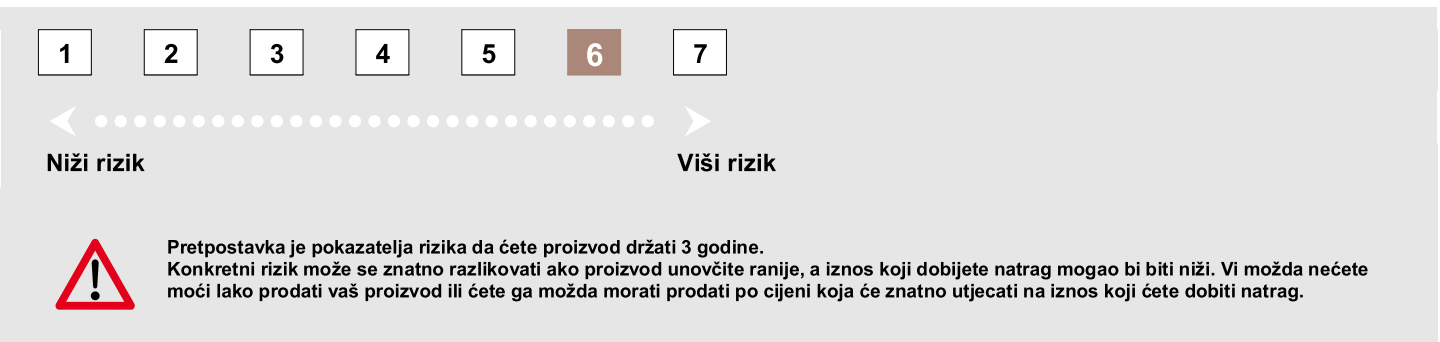 1 2 3 4 5 6 7
Niži rizik Viši rizik
Pretpostavka je pokazatelja rizika da ćete proizvod držati 3 godine.
Konkretni rizik može se znatno razlikovati ako proizvod unovčite ranije, a iznos koji dobijete natrag mogao bi biti niži. Vi možda nećete
moći lako prodati vaš proizvod ili ćete ga možda morati prodati po cijeni koja će znatno utjecati na iznos koji ćete dobiti natrag.